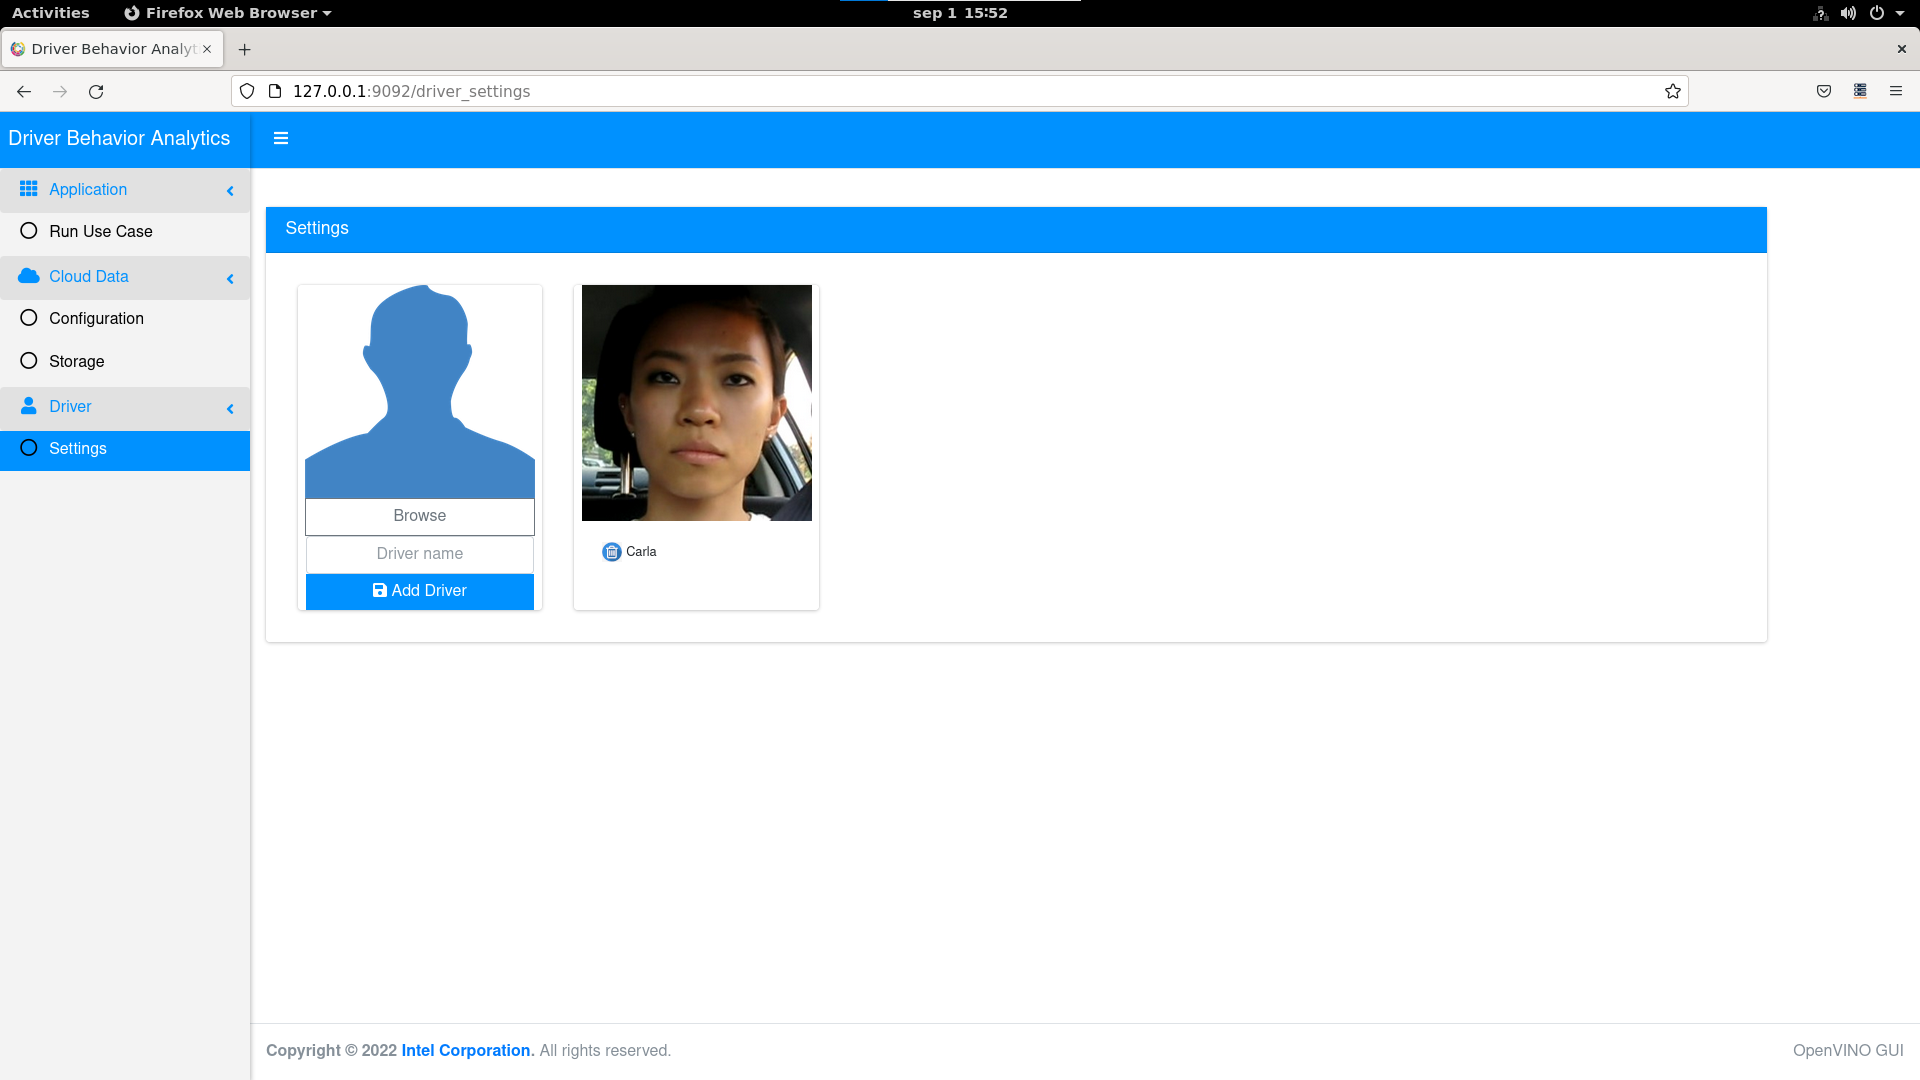 Activities Firefox Web Browser sep 1 15:52
Driver Behavior Analyt
127.0.0.1:9092/driver_settings
Driver Behavior Analytics
Application
Run Use Case
Cloud Data
Configuration
Storage
Driver
Settings
Settings
Browse
Driver name
Add Driver
Carla
Copyright © 2022 Intel Corporation. All rights reserved.
OpenVINO GUI